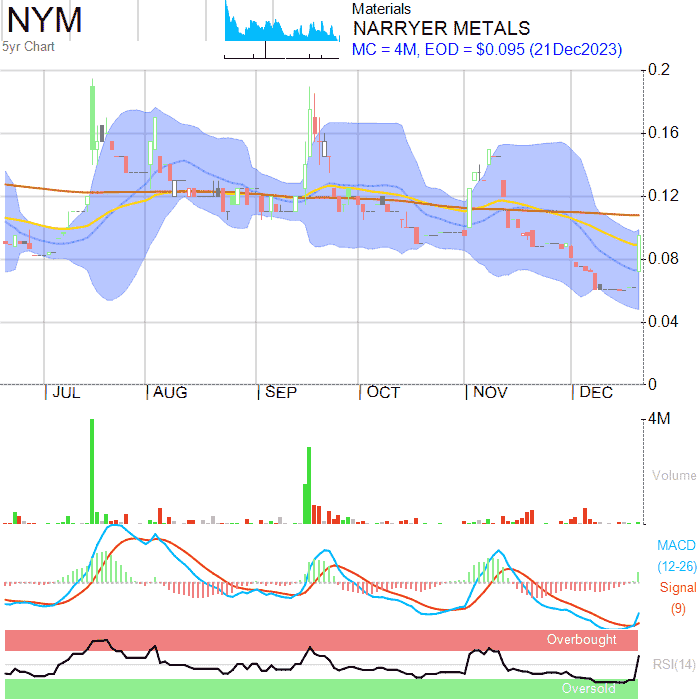 NYM
5yr Chart
Materials
NARRYER METALS
MC = 4M, EOD = $0.095 (21Dec2023)
0.2
0.16
0.12
0.08
0.04
0
JUL AUG SEP OCT NOV DEC
4M
Volume
MACD
(12-26)
Signal
(9)
Overbought
RSI(14)
Oversold